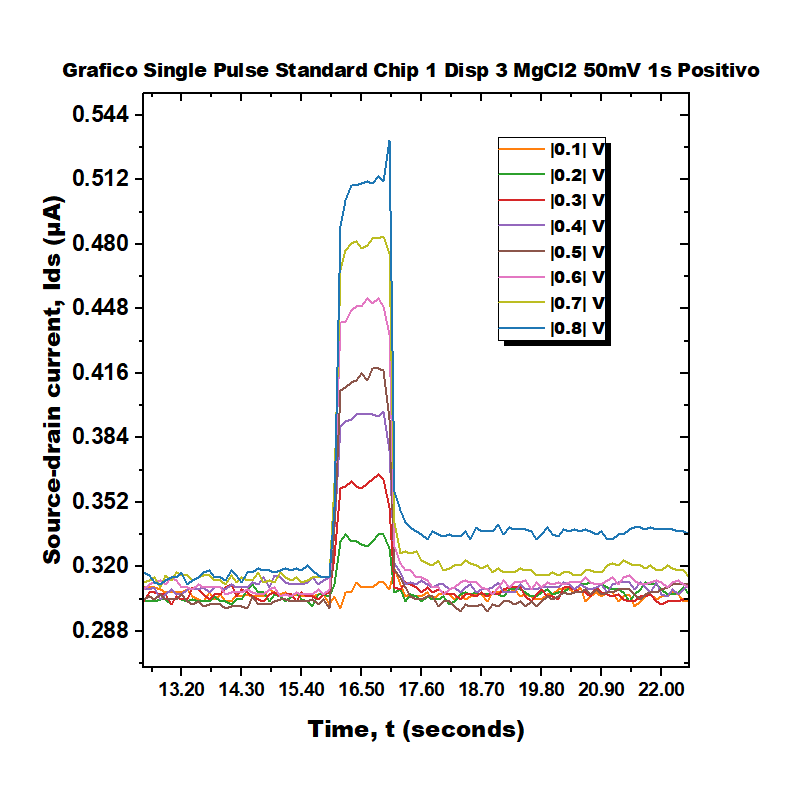 Grafico Single Pulse Standard Chip 1 Disp 3 MgCl2 50mV 1s Positivo
0.544
0.512
0.480
0.448
0.416
0.384
0.352
0.320
0.288
Source-drain current, Ids (µA)
|0.1| V
|0.2| V
|0.3| V
|0.4| V
|0.5| V
|0.6| V
|0.7| V
|0.8| V
13.20 14.30 15.40 16.50 17.60 18.70 19.80 20.90 22.00
Time, t (seconds)